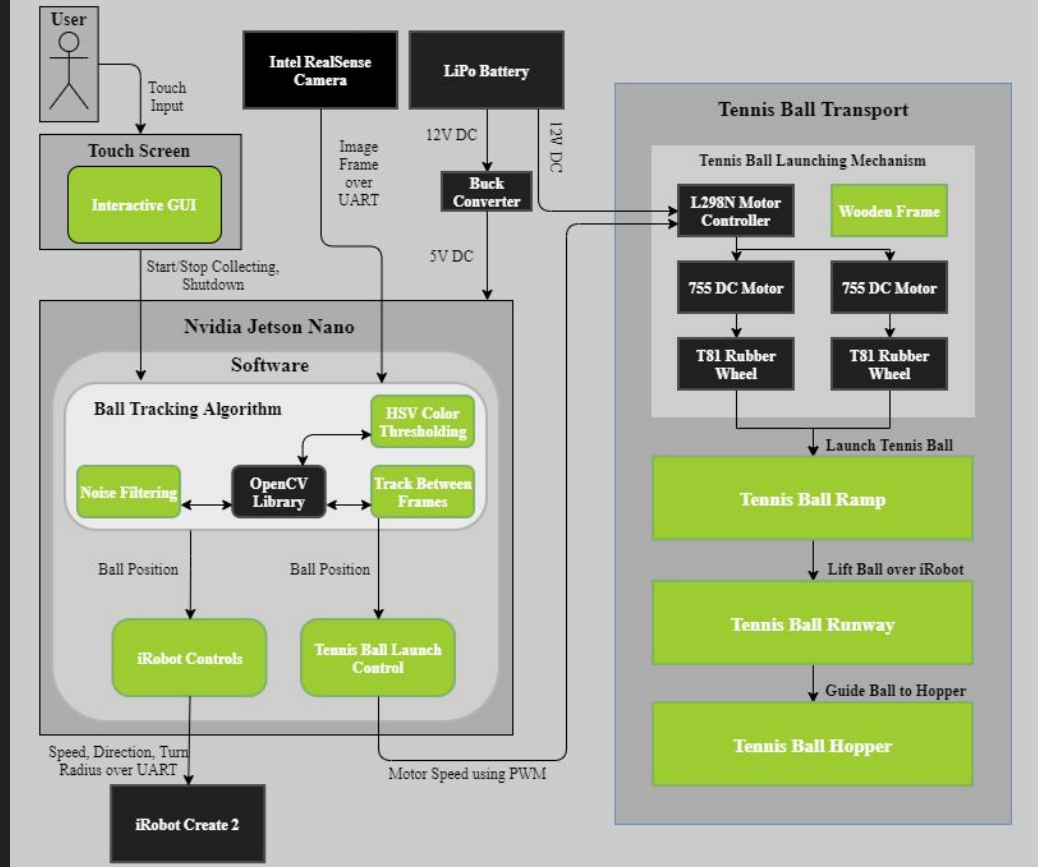 User
Touch
Input
Touch Screen
Interactive GUI
Start/Stop Collecting,
Shutdown
Intel RealSense
Camera
Image
Frame
over
UART
LiPo Battery
12V DC
12V DC
Buck
Converter
5V DC
Nvidia Jetson Nano
Software
Ball Tracking Algorithm
HSV Color
Thresholding
Noise Filtering
OpenCV
Library
Track Between
Frames
Ball Position
Ball Position
iRobot Controls
Tennis Ball Launch
Control
Speed, Direction, Turn
Radius over UART
Motor Speed using PWM
iRobot Create 2
Tennis Ball Transport
Tennis Ball Launching Mechanism
L298N Motor
Controller
Wooden Frame
755 DC Motor
755 DC Motor
T81 Rubber
Wheel
T81 Rubber
Wheel
Launch Tennis Ball
Tennis Ball Ramp
Lift Ball over iRobot
Tennis Ball Runway
Guide Ball to Hopper
Tennis Ball Hopper